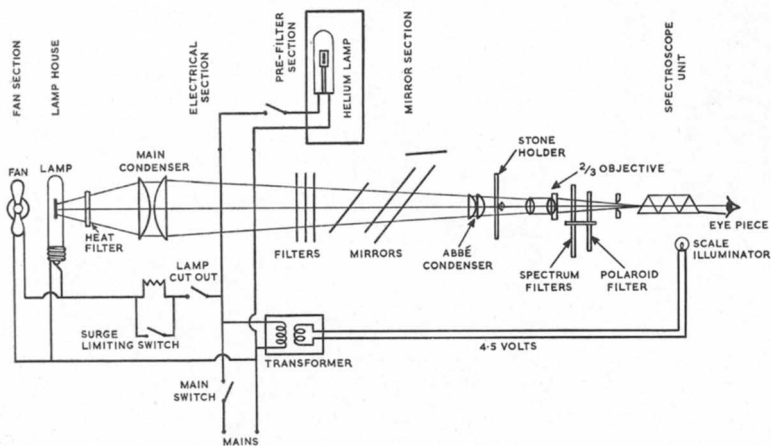 FAN SECTION
LAMP HOUSE
ELECTRICAL
SECTION
PRE-FILTER
SECTION
HELIUM LAMP
MIRROR SECTION
SPECTROSCOPE
UNIT
FAN
LAMP
MAIN
CONDENSER
STONE
HOLDER
2/3 OBJECTIVE
HEAT
FILTER
FILTERS
MIRRORS
ABBÉ
CONDENSER
SPECTRUM
FILTERS
POLAROID
FILTER
EYE PIECE
SCALE
ILLUMINATOR
LAMP
CUT OUT
SURGE
LIMITING SWITCH
TRANSFORMER
4·5 VOLTS
MAIN
SWITCH
MAINS